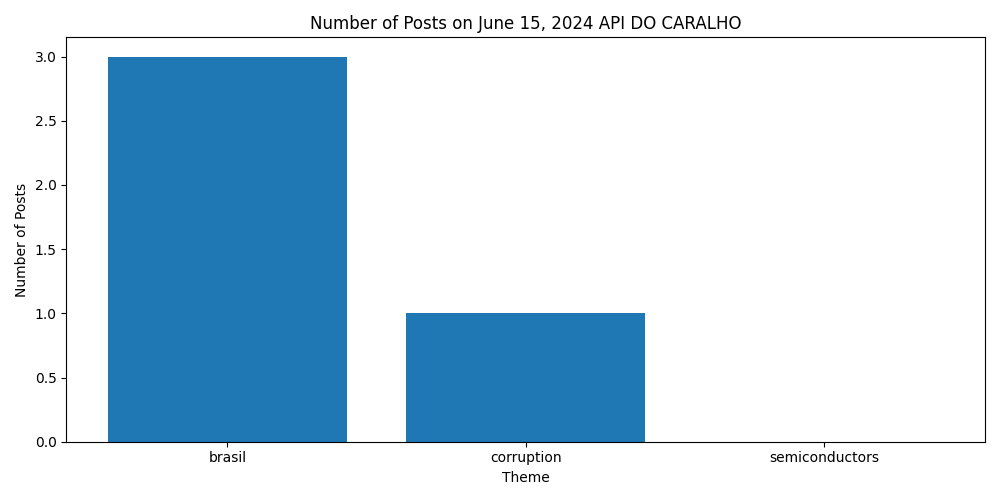 Number of Posts on June 15, 2024 API DO CARALHO
3.0
2.5
2.0
1.5
1.0
0.5
0.0
Number of Posts
brasil corruption semiconductors
Theme